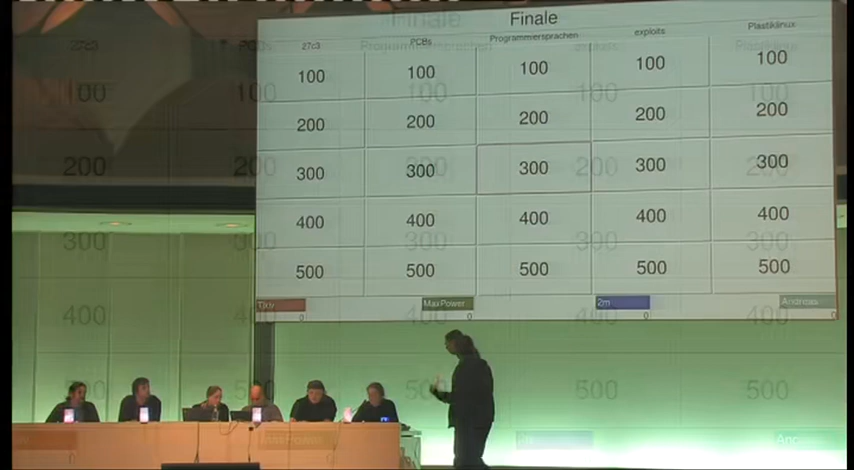 Finale
27c3 PCBs Programmiersprachen exploits Plastiklinux
100 100 100 100 100
200 200 200 200 200
300 300 300 300 300
400 400 400 400 400
500 500 500 500 500
MaxPower 2m Andreas
0 0 0 0